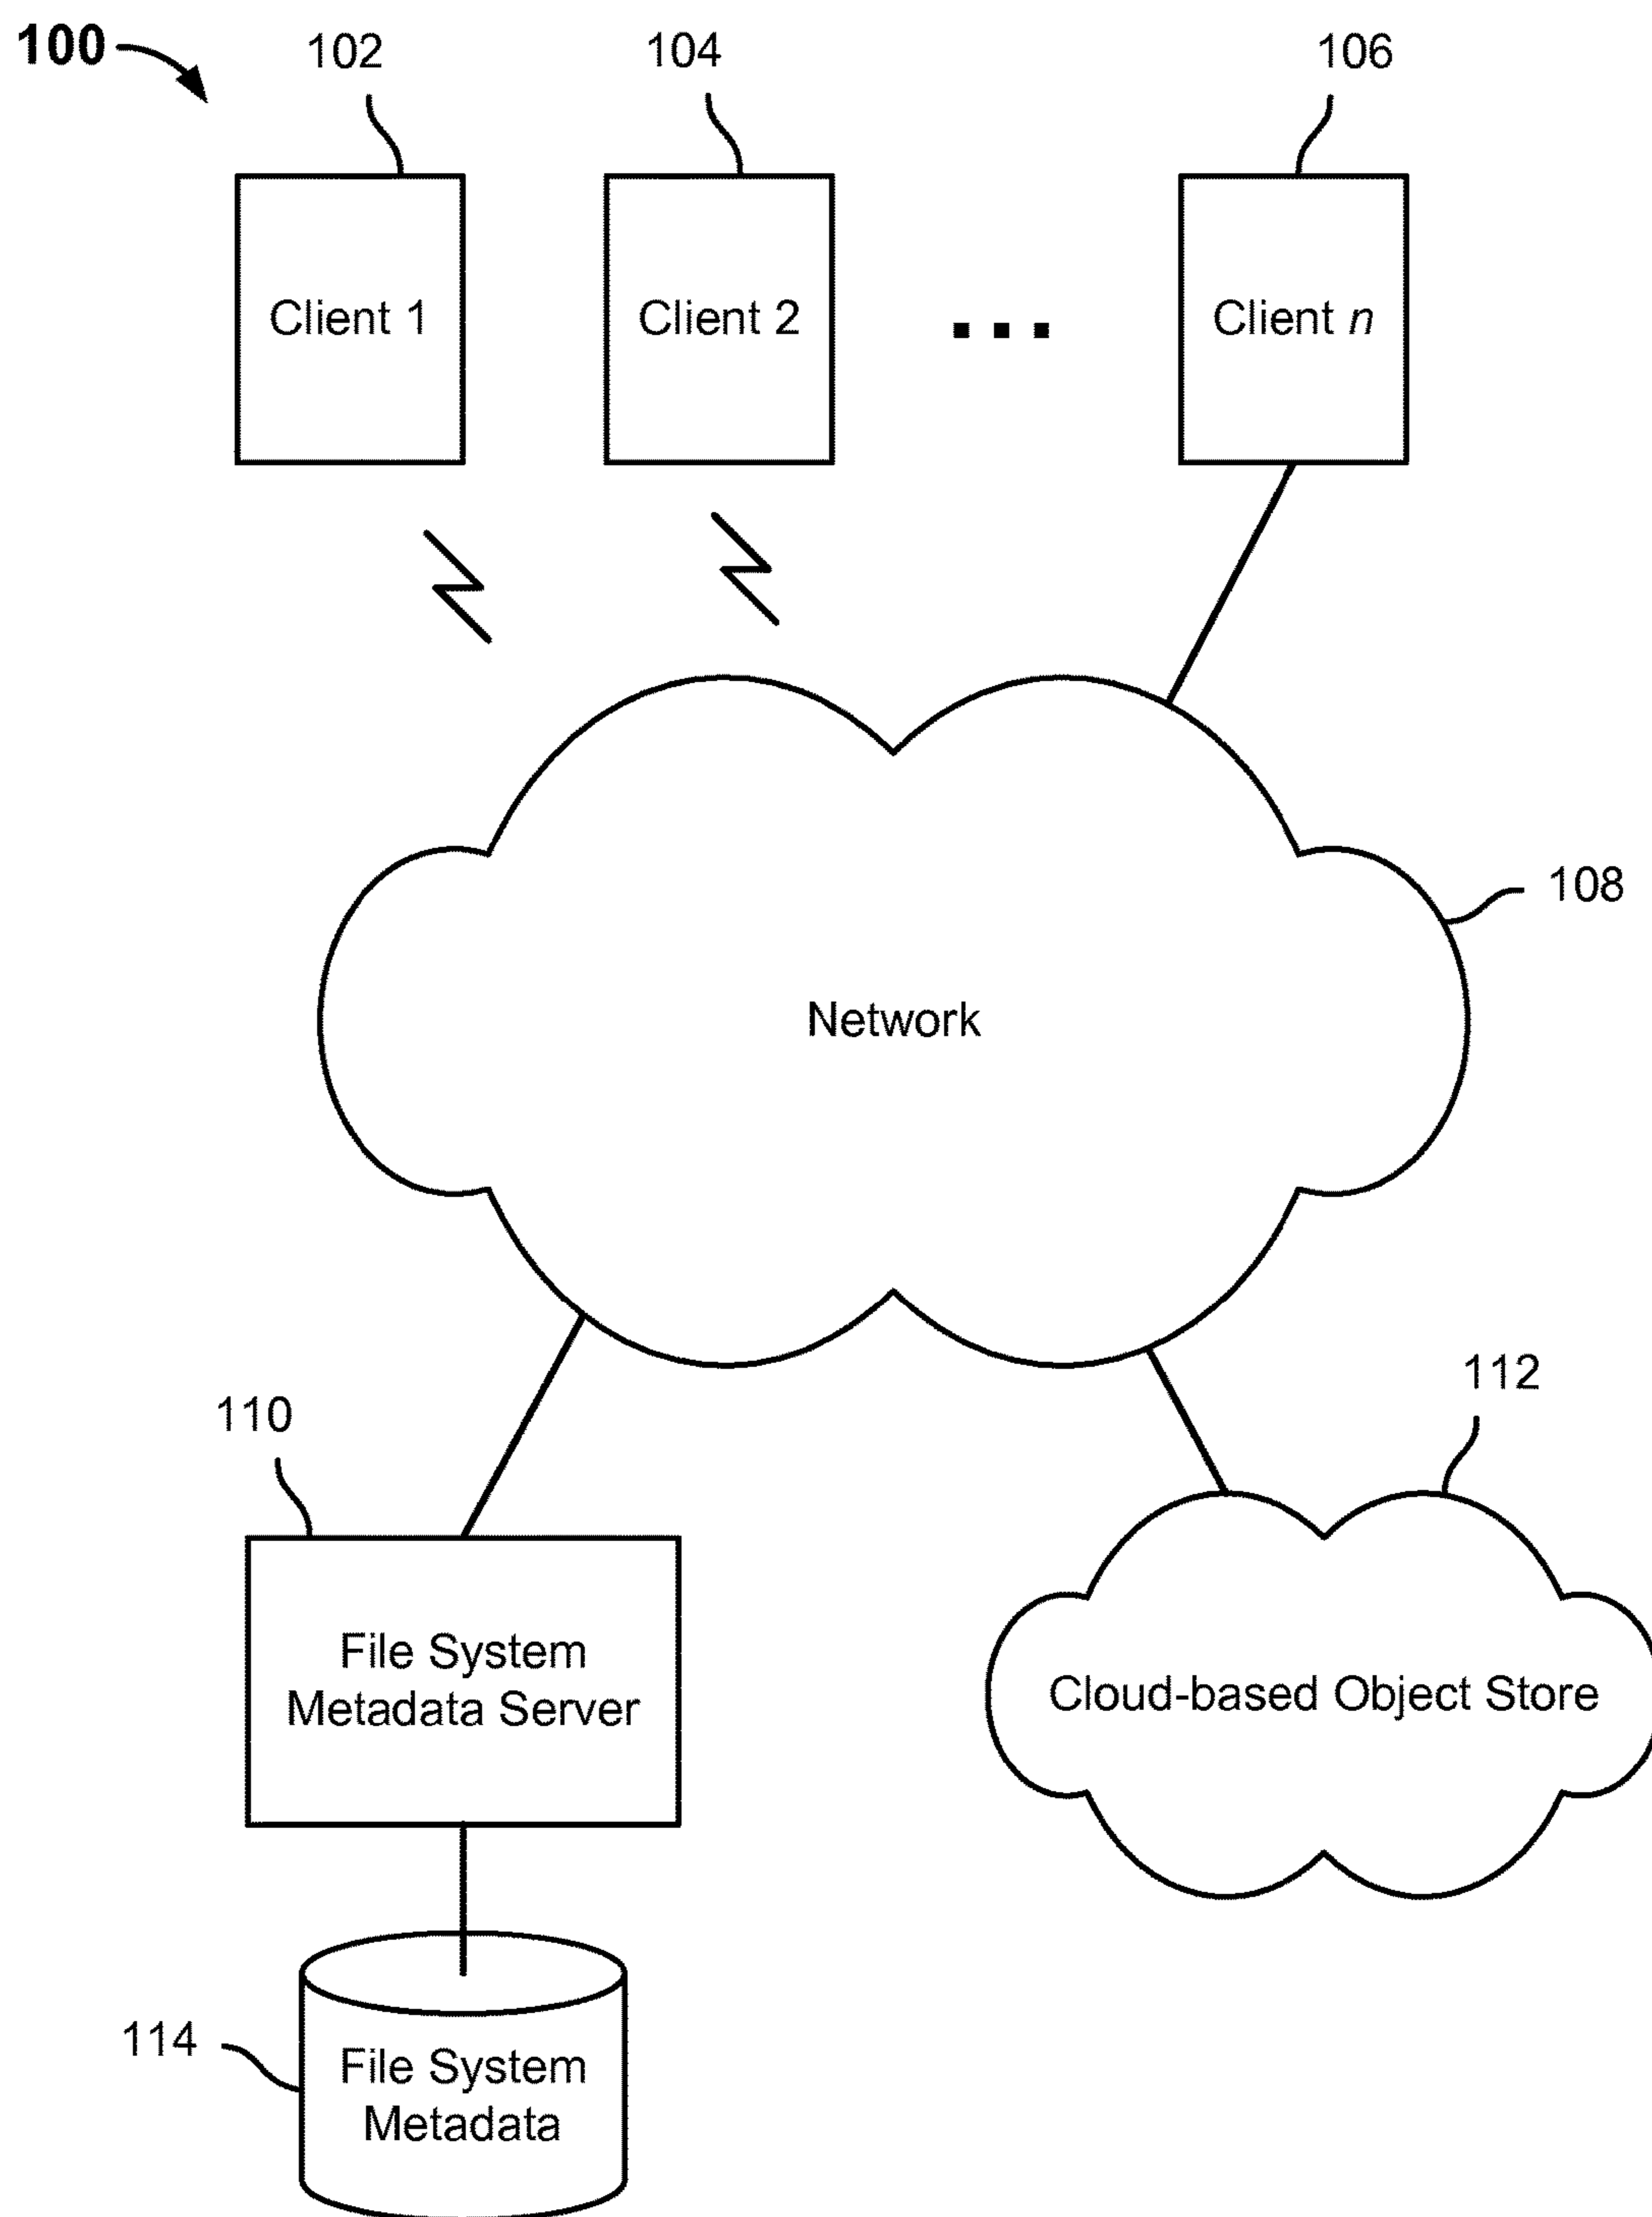 100
102
104
106
Client 1
Client 2
...
Client n
108
Network
112
110
File System
Metadata Server
Cloud-based Object Store
114
File System
Metadata